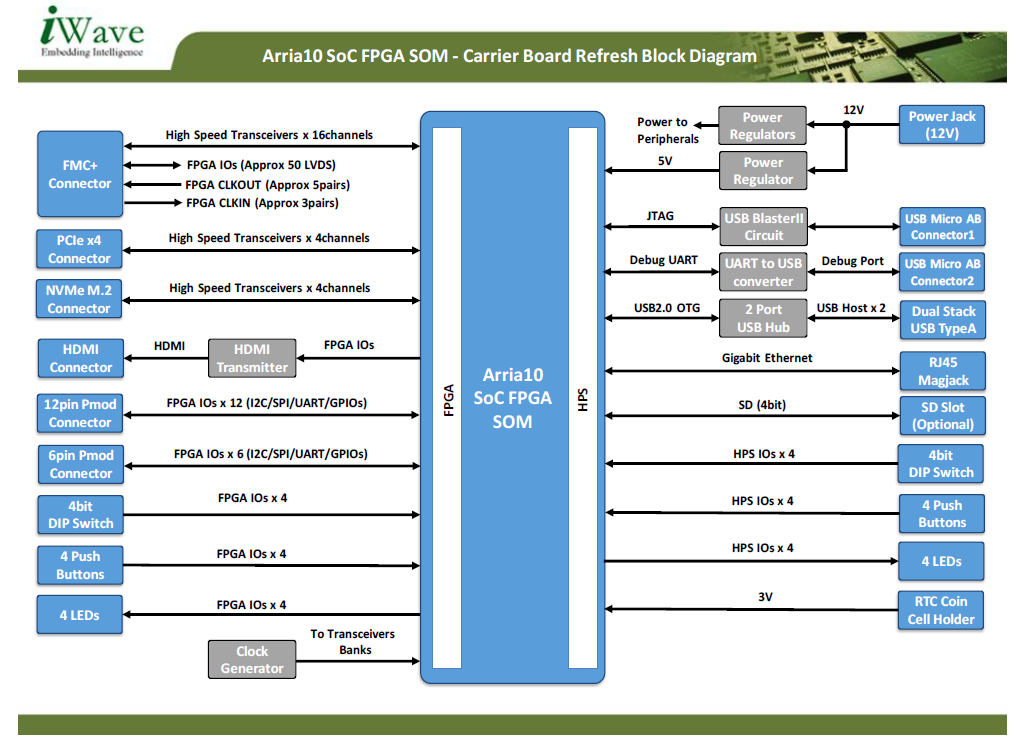 iWave
Embedding Intelligence
Arria10 SoC FPGA SOM - Carrier Board Refresh Block Diagram
FMC+
Connector
High Speed Transceivers x 16channels
FPGA IOs (Approx 50 LVDS)
FPGA CLKOUT (Approx 5pairs)
FPGA CLKIN (Approx 3pairs)
PCIe x4
Connector
High Speed Transceivers x 4channels
NVMe M.2
Connector
High Speed Transceivers x 4channels
HDMI
Connector
HDMI
HDMI
Transmitter
FPGA IOs
12pin Pmod
Connector
FPGA IOs x 12 (I2C/SPI/UART/GPIOs)
6pin Pmod
Connector
FPGA IOs x 6 (I2C/SPI/UART/GPIOs)
4bit
DIP Switch
FPGA IOs x 4
4 Push
Buttons
FPGA IOs x 4
4 LEDs
FPGA IOs x 4
Clock
Generator
To Transceivers
Banks
FPGA
Arria10
SoC FPGA
SOM
HPS
Power to
Peripherals
Power
Regulators
12V
Power Jack
(12V)
5V
Power
Regulator
JTAG
USB BlasterII
Circuit
USB Micro AB
Connector1
Debug UART
UART to USB
converter
Debug Port
USB Micro AB
Connector2
USB2.0 OTG
2 Port
USB Hub
USB Host x 2
Dual Stack
USB TypeA
Gigabit Ethernet
RJ45
Magjack
SD (4bit)
SD Slot
(Optional)
HPS IOs x 4
4bit
DIP Switch
HPS IOs x 4
4 Push
Buttons
HPS IOs x 4
4 LEDs
3V
RTC Coin
Cell Holder